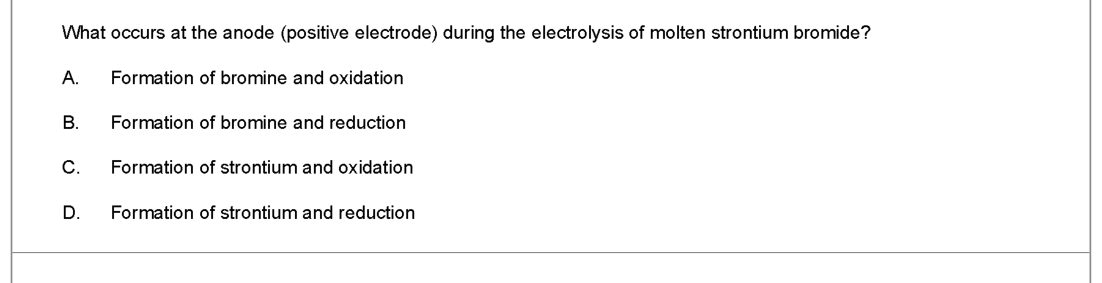 What occurs at the anode (positive electrode) during the electrolysis of molten strontium bromide?
A. Formation of bromine and oxidation
B. Formation of bromine and reduction
C. Formation of strontium and oxidation
D. Formation of strontium and reduction